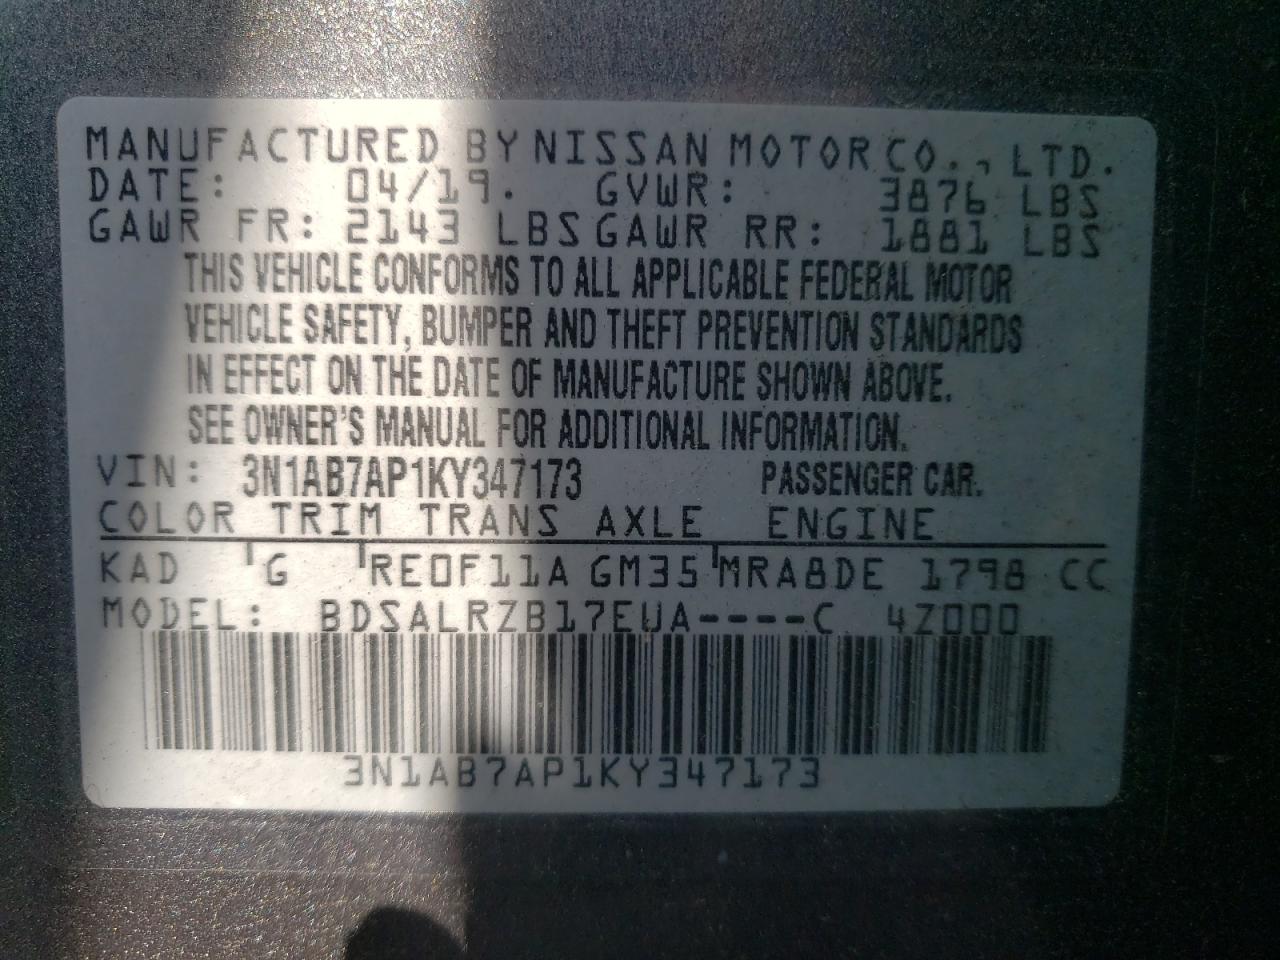 MANUFACTURED BY NISSAN MOTOR CO., LTD.
DATE: 04/19. GVWR: 3876 LBS
GAWR FR: 2143 LBS GAWR RR: 1881 LBS
THIS VEHICLE CONFORMS TO ALL APPLICABLE FEDERAL MOTOR
VEHICLE SAFETY, BUMPER AND THEFT PREVENTION STANDARDS
IN EFFECT ON THE DATE OF MANUFACTURE SHOWN ABOVE.
SEE OWNER'S MANUAL FOR ADDITIONAL INFORMATION.
VIN: 3N1AB7AP1KY347173 PASSENGER CAR.
COLOR TRIM TRANS AXLE ENGINE
KAD G RE0F11A GM35 MRA8DE 1798 CC
MODEL: BDSALRZB17EUA----C 4Z000
3N1AB7AP1KY347173